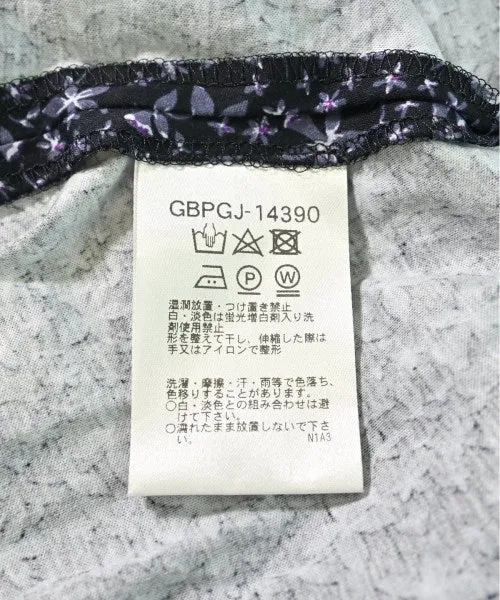 GBPGJ-14390
P W
湿潤放置・つけ置き禁止
白・淡色は蛍光増白剤入り洗
剤使用禁止
形を整えて干し、伸縮した際は
手又はアイロンで整形
洗濯・摩擦・汗・雨等で色落ち、
色移りすることがあります。
○白・淡色との組み合わせは避
けて下さい。
○濡れたまま放置しないで下さ
い。 N1A3